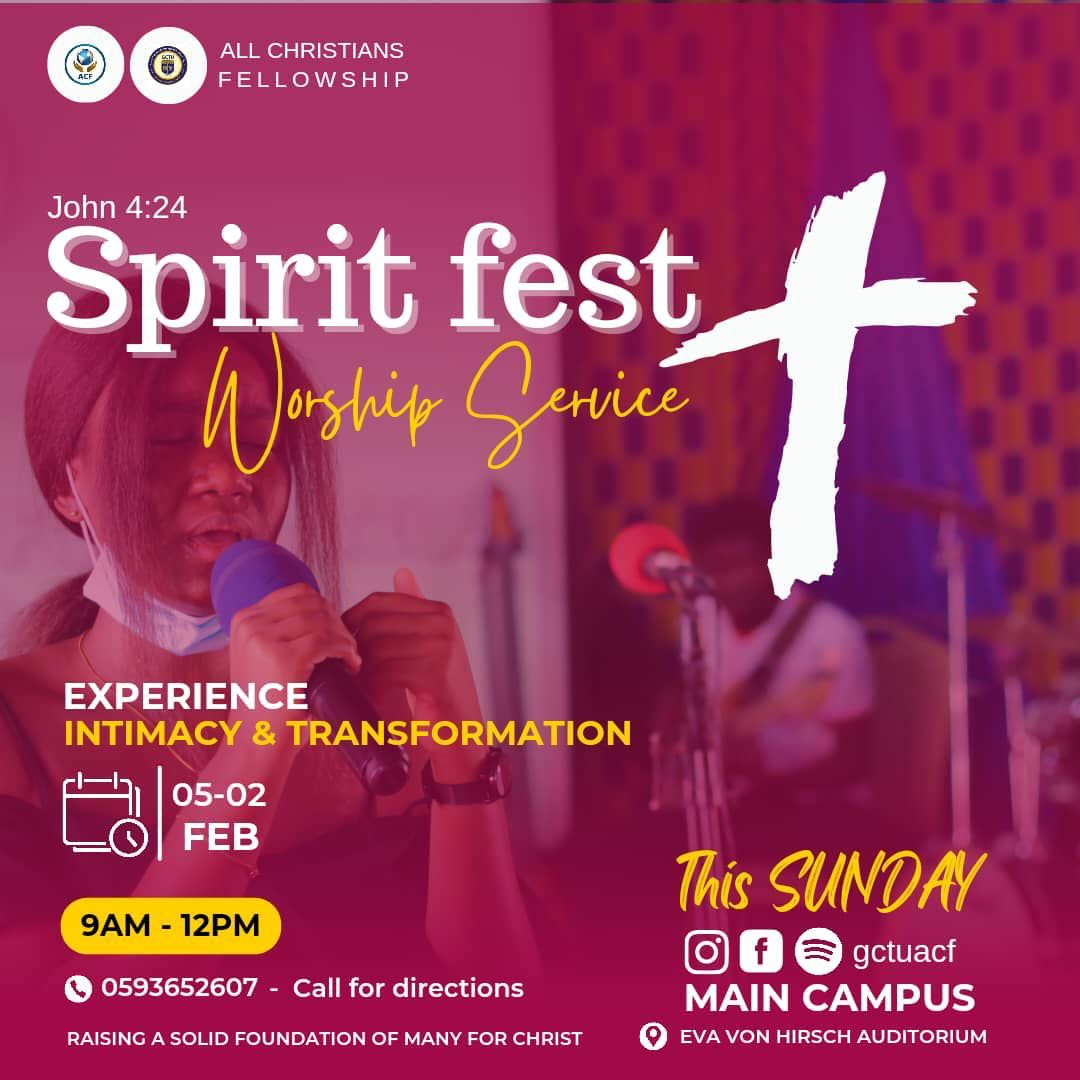 ACF
GCTU
ALL CHRISTIANS
FELLOWSHIP
John 4:24
Spirit fest
Worship Service
EXPERIENCE
INTIMACY & TRANSFORMATION
05-02
FEB
9AM - 12PM
0593652607 - Call for directions
RAISING A SOLID FOUNDATION OF MANY FOR CHRIST
This SUNDAY
gctuacf
MAIN CAMPUS
EVA VON HIRSCH AUDITORIUM